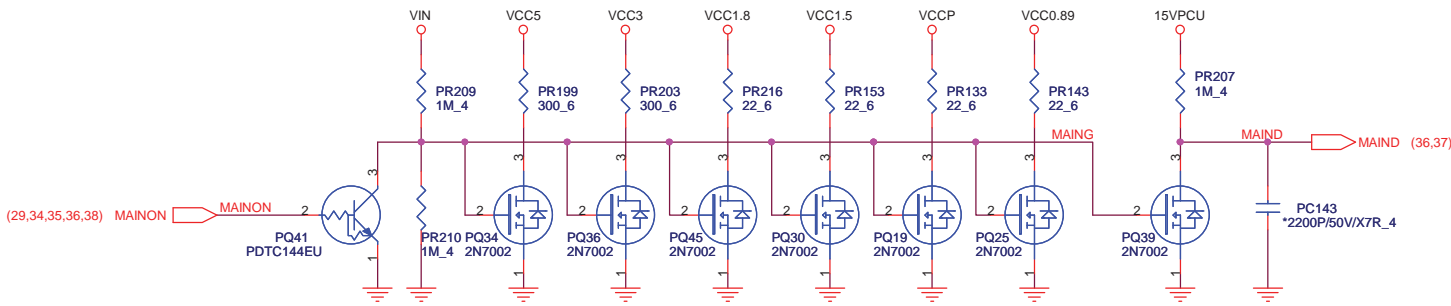 VIN VCC5 VCC3 VCC1.8 VCC1.5 VCCP VCC0.89 15VPCU
PR209 PR199 PR203 PR216 PR153 PR133 PR143 PR207
1M_4 300_6 300_6 22_6 22_6 22_6 22_6 1M_4
MAING MAIND MAIND (36,37)
3 3 3 3 3 3 3 3
(29,34,35,36,38) MAINON MAINON 2 2 2 2 2 2 2 2
PC143
*2200P/50V/X7R_4
PQ41 PR210 PQ34 PQ36 PQ45 PQ30 PQ19 PQ25 PQ39
PDTC144EU 1M_4 2N7002 2N7002 2N7002 2N7002 2N7002 2N7002 2N7002
1 1 1 1 1 1 1 1